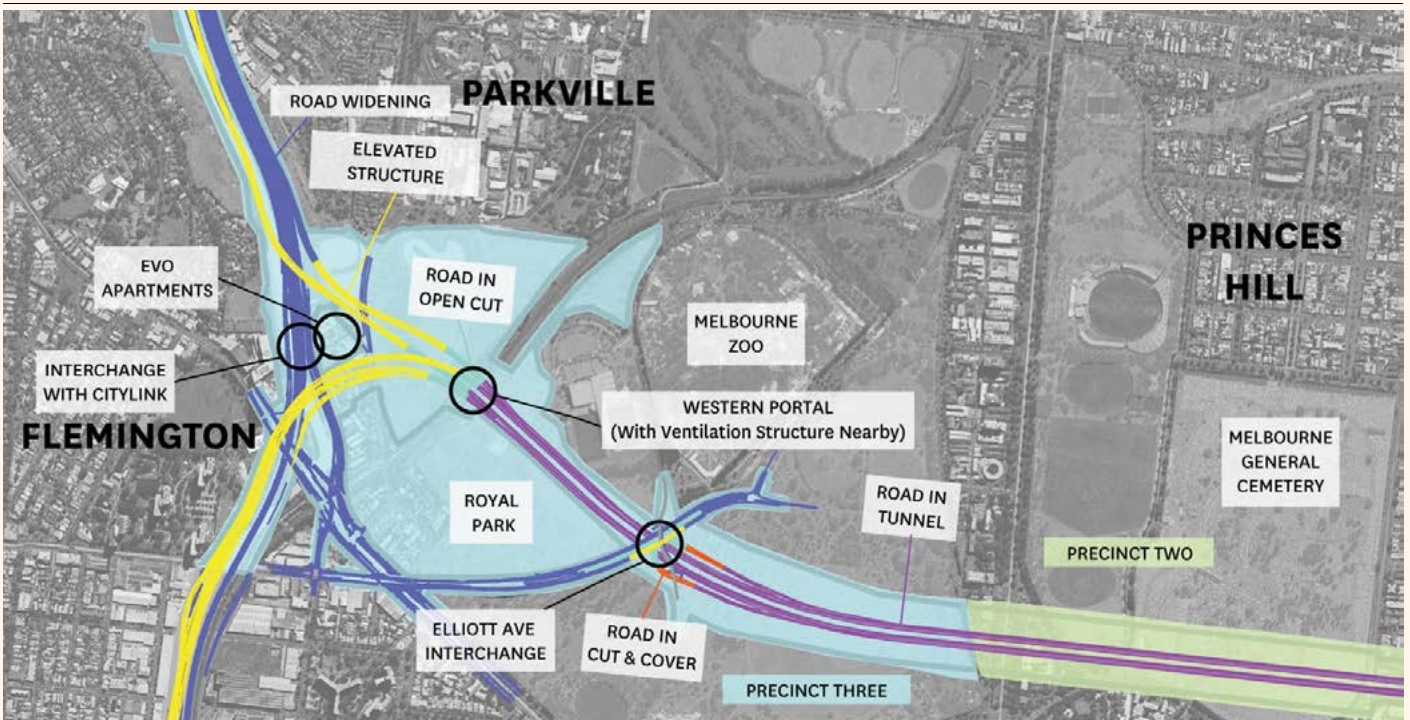 PARKVILLE
ROAD WIDENING
ELEVATED
STRUCTURE
PRINCES
HILL
EVO
APARTMENTS
ROAD IN
OPEN CUT
MELBOURNE
ZOO
INTERCHANGE
WITH CITYLINK
FLEMINGTON
WESTERN PORTAL
(With Ventilation Structure Nearby)
MELBOURNE
GENERAL
CEMETERY
ROYAL
PARK
ROAD IN
TUNNEL
PRECINCT TWO
ELLIOTT AVE
INTERCHANGE
ROAD IN
CUT & COVER
PRECINCT THREE